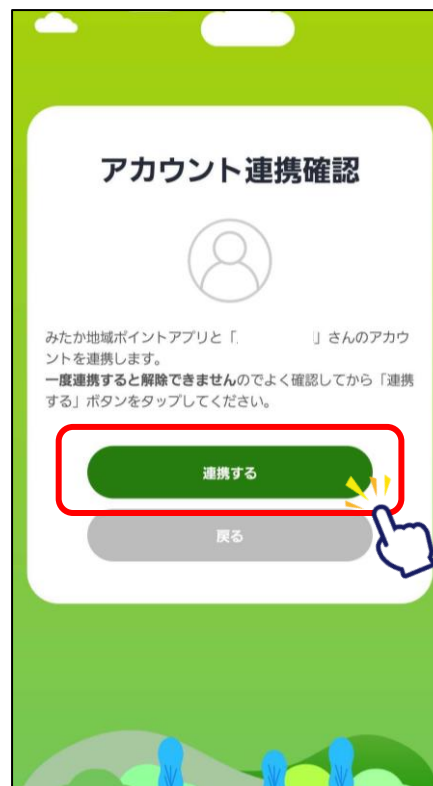 アカウント連携確認
みたか地域ポイントアプリと「 」さんのアカウ
ントを連携します。
一度連携すると解除できませんのでよく確認してから「連携
する」ボタンをタップしてください。
連携する
戻る